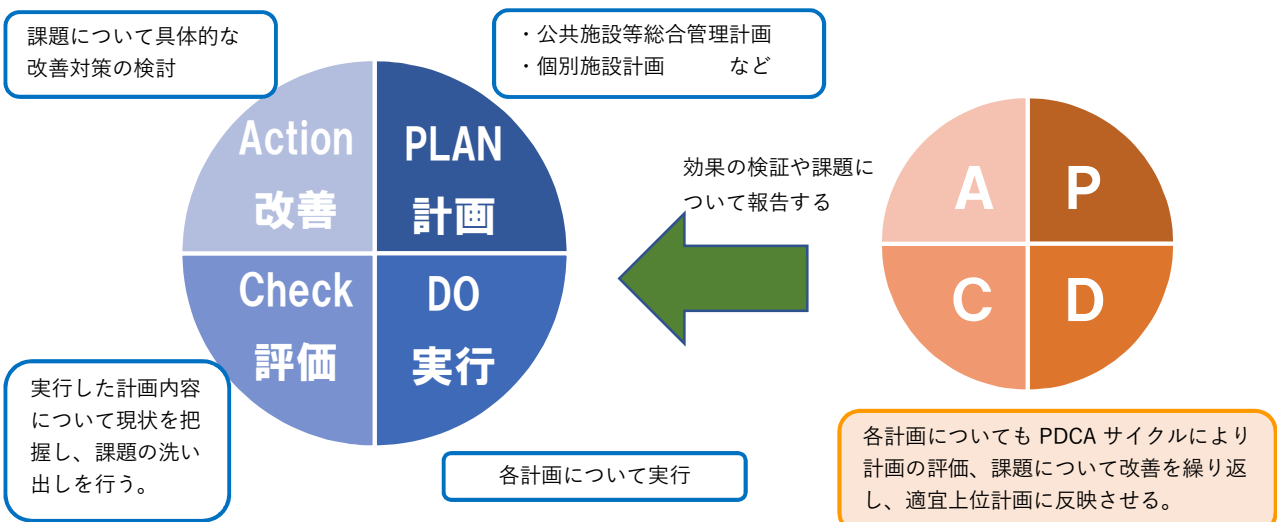 課題について具体的な
改善対策の検討
・公共施設等総合管理計画
・個別施設計画　　　など
Action
改善
PLAN
計画
Check
評価
DO
実行
実行した計画内容
について現状を把
握し、課題の洗い
出しを行う。
各計画について実行
効果の検証や課題に
ついて報告する
A
P
C
D
各計画についても PDCA サイクルにより
計画の評価、課題について改善を繰り返
し、適宜上位計画に反映させる。